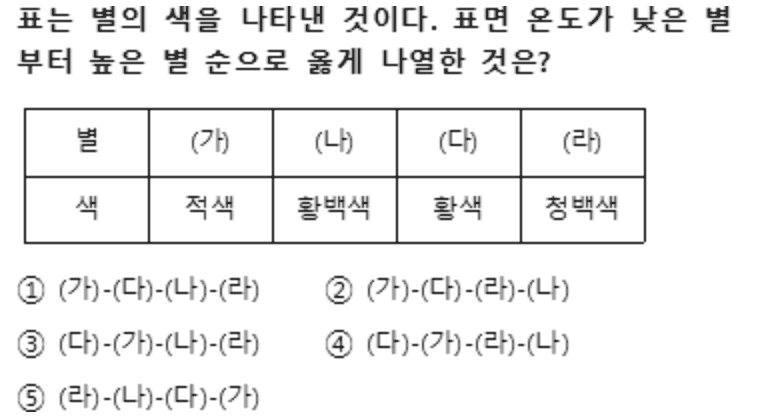 표는 별의 색을 나타낸 것이다. 표면 온도가 낮은 별
부터 높은 별 순으로 옳게 나열한 것은?
별 (가) (나) (다) (라)
색 적색 황백색 황색 청백색
① (가)-(다)-(나)-(라) ② (가)-(다)-(라)-(나)
③ (다)-(가)-(나)-(라) ④ (다)-(가)-(라)-(나)
⑤ (라)-(나)-(다)-(가)